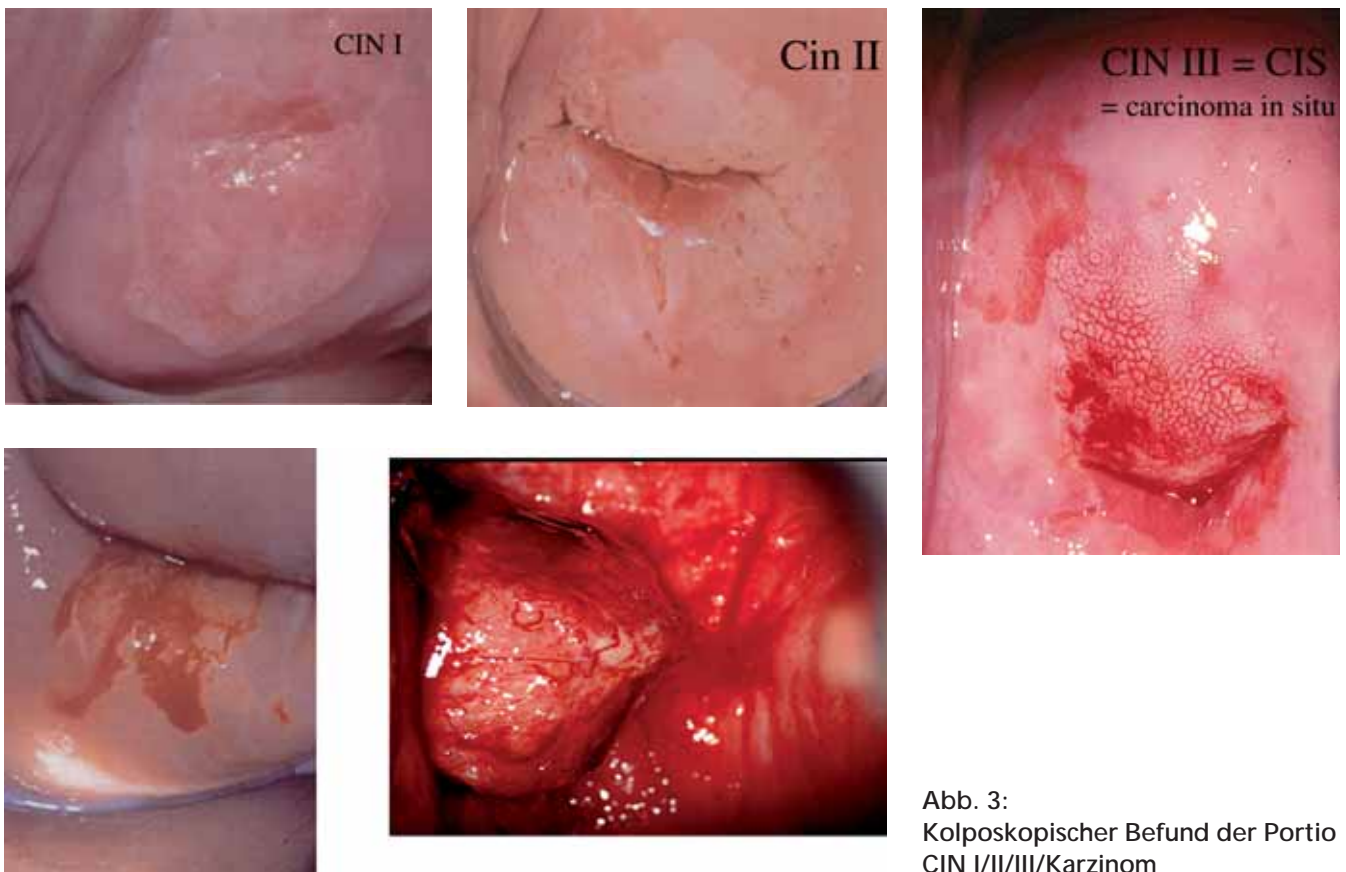 CIN I
Cin II
CIN III = CIS
= carcinoma in situ
Abb. 3:
Kolposkopischer Befund der Portio
CIN I/II/III/Karzinom